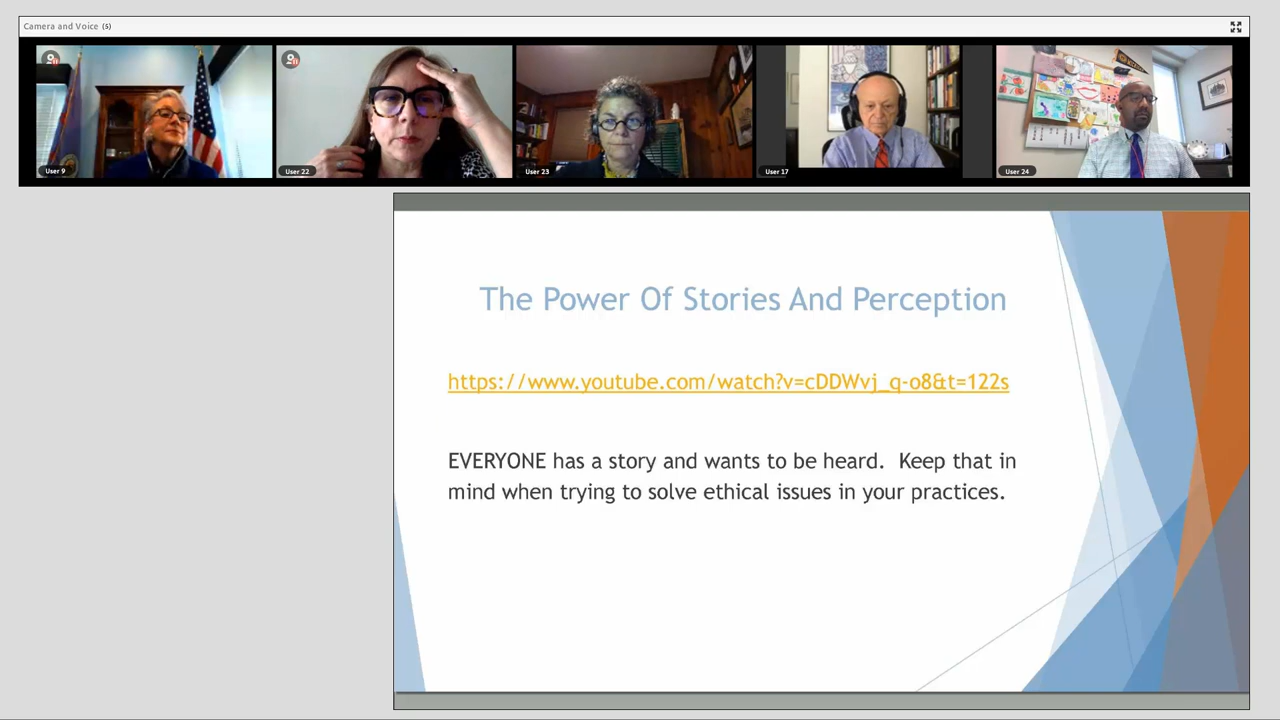 Camera and Voice (5)
User 9
User 22
User 23
User 17
User 24
The Power Of Stories And Perception
https://www.youtube.com/watch?v=cDDWvj_q-o8&t=122s
EVERYONE has a story and wants to be heard.  Keep that in
mind when trying to solve ethical issues in your practices.